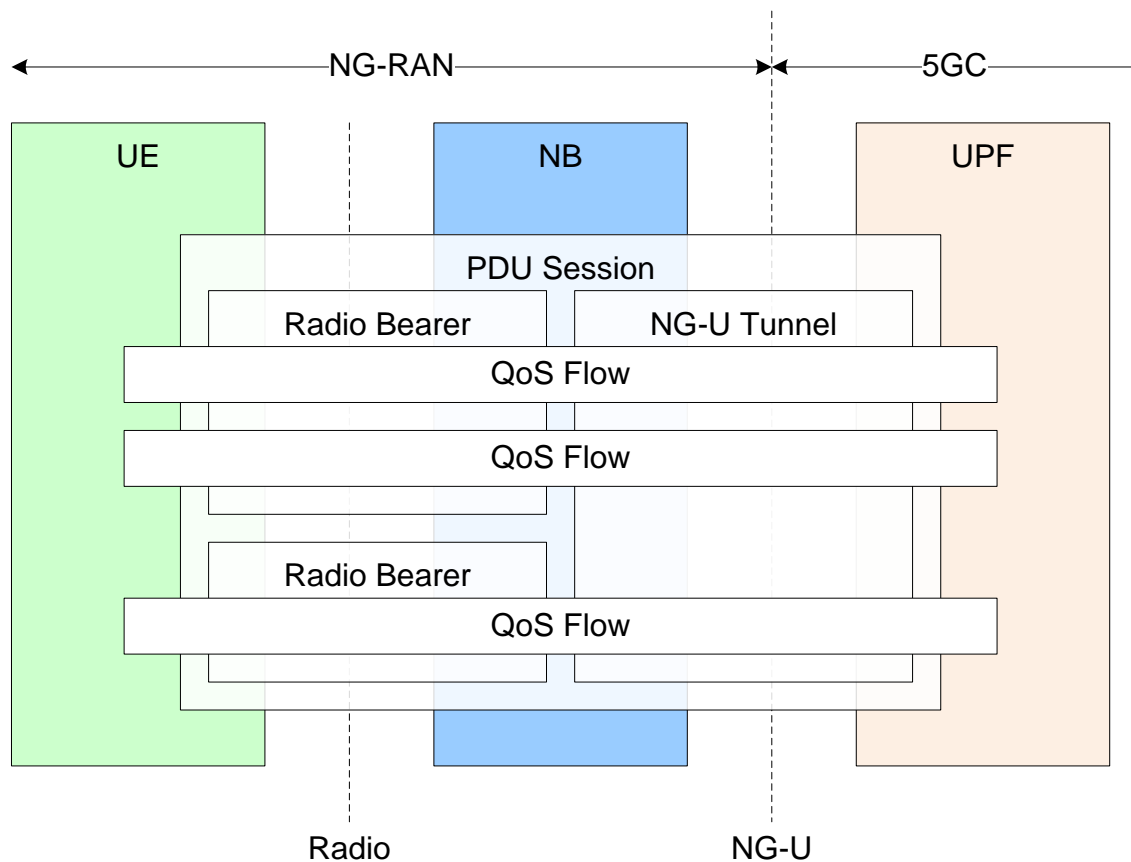 NG-RAN
5GC
UE
NB
UPF
PDU Session
Radio Bearer
NG-U Tunnel
QoS Flow
QoS Flow
Radio Bearer
QoS Flow
Radio
NG-U